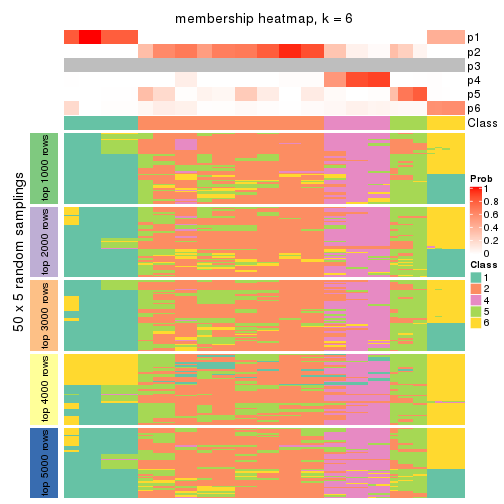 membership heatmap, k = 6
p1
p2
p3
p4
p5
p6
Class
50 x 5 random samplings
top 1000 rows
top 2000 rows
top 3000 rows
top 4000 rows
top 5000 rows
Prob
1
0.8
0.6
0.4
0.2
0
Class
1
2
4
5
6